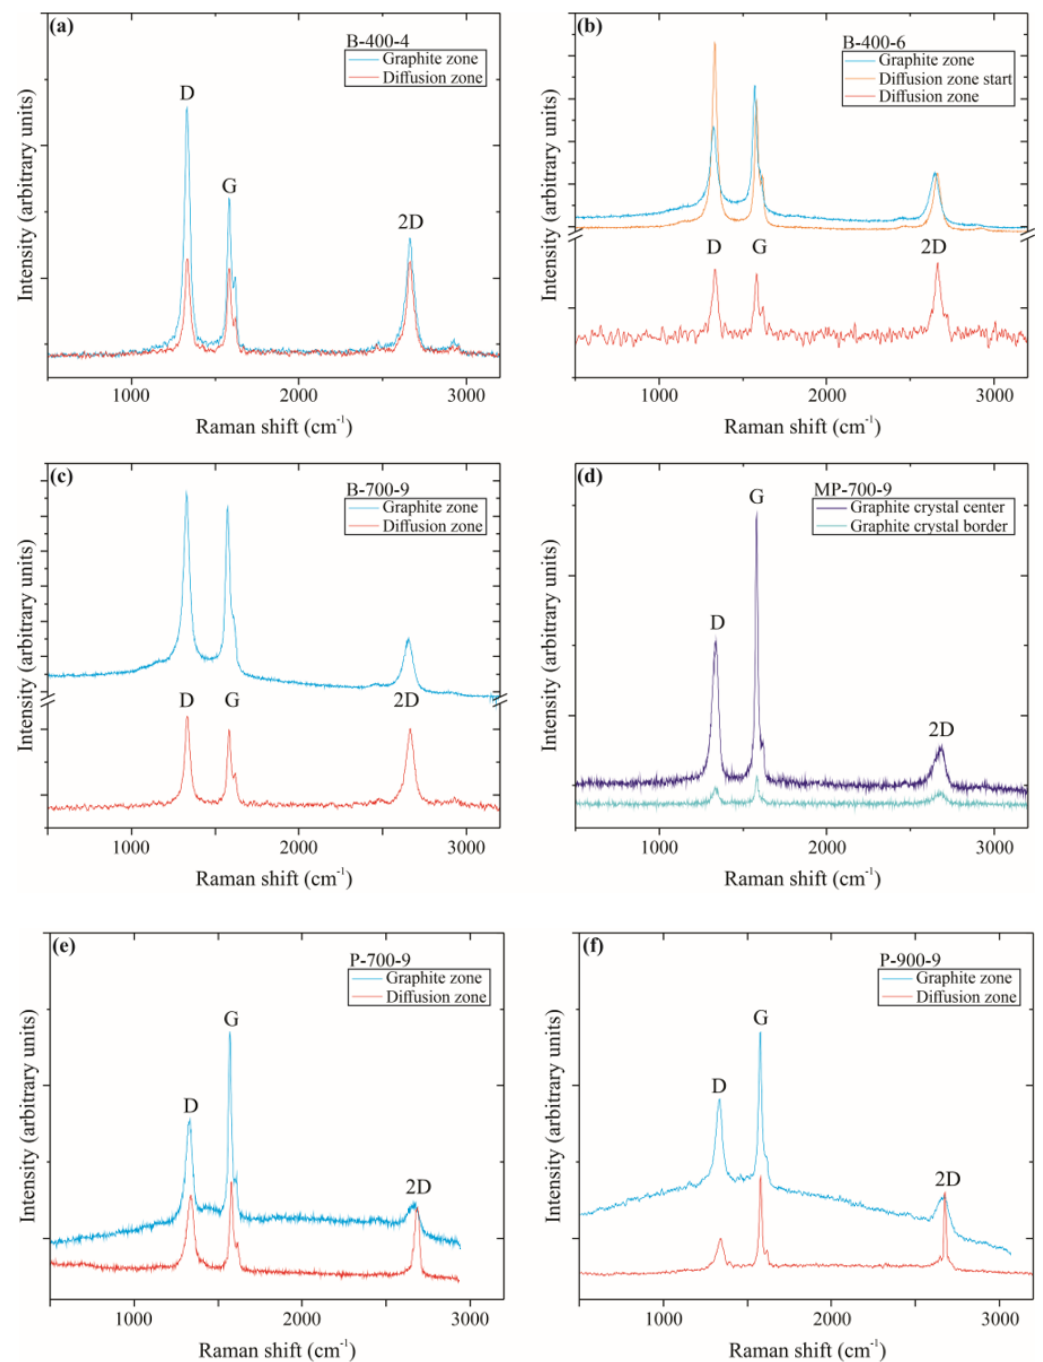 (a)
B-400-4
Graphite zone
Diffusion zone
D
G
2D
Intensity (arbitrary units)
1000 2000 3000
Raman shift (cm⁻¹)
(b)
B-400-6
Graphite zone
Diffusion zone start
Diffusion zone
D
G
2D
Intensity (arbitrary units)
1000 2000 3000
Raman shift (cm⁻¹)
(c)
B-700-9
Graphite zone
Diffusion zone
D
G
2D
Intensity (arbitrary units)
1000 2000 3000
Raman shift (cm⁻¹)
(d)
MP-700-9
Graphite crystal center
Graphite crystal border
G
D
2D
Intensity (arbitrary units)
1000 2000 3000
Raman shift (cm⁻¹)
(e)
P-700-9
Graphite zone
Diffusion zone
G
D
2D
Intensity (arbitrary units)
1000 2000 3000
Raman shift (cm⁻¹)
(f)
P-900-9
Graphite zone
Diffusion zone
G
D
2D
Intensity (arbitrary units)
1000 2000 3000
Raman shift (cm⁻¹)